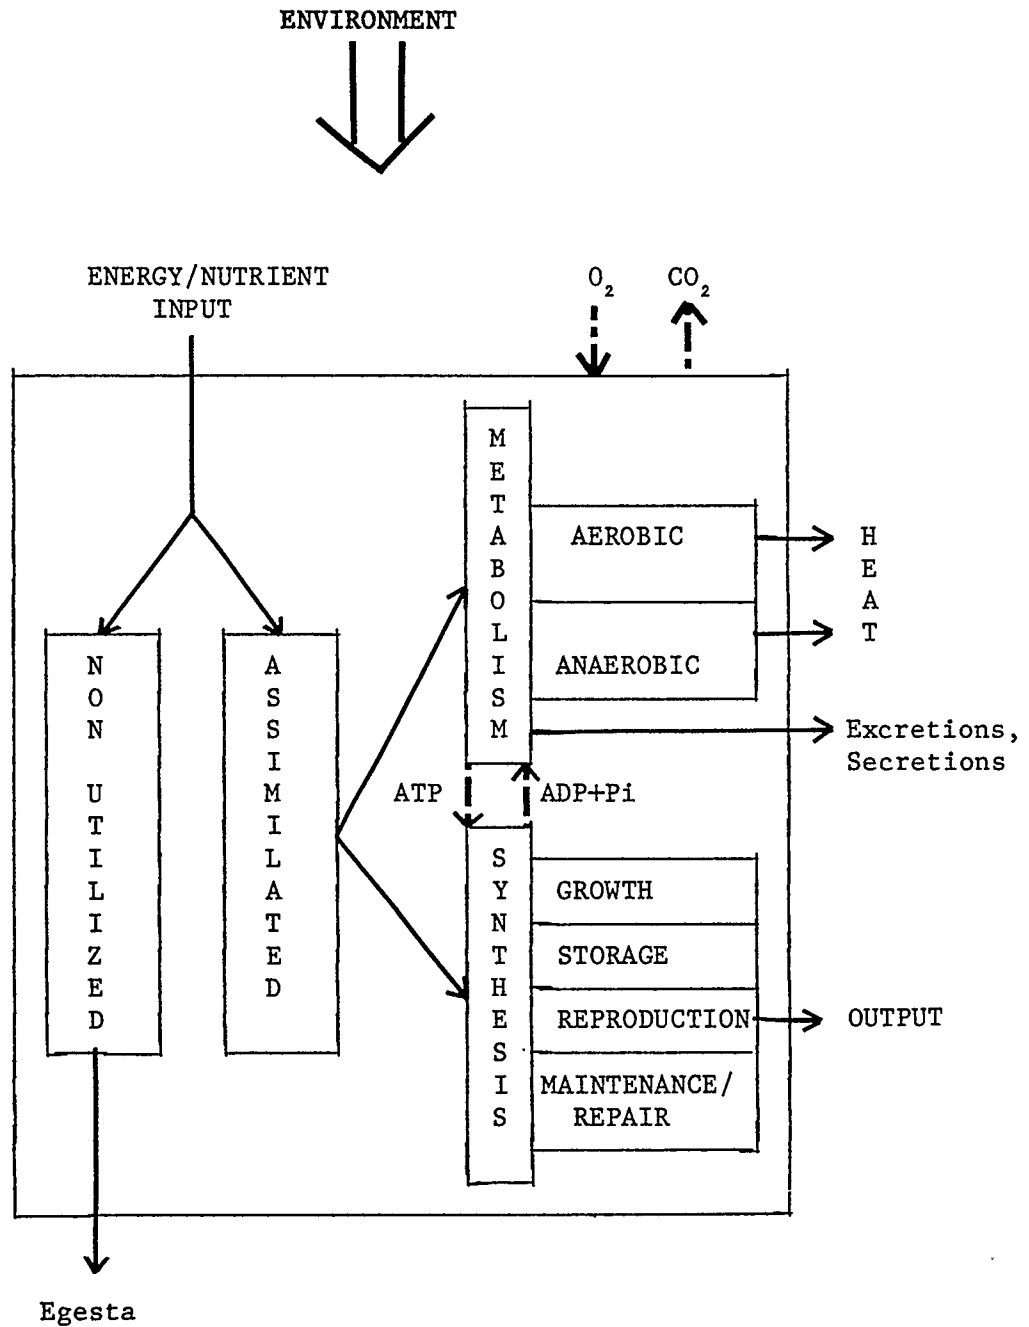 ENVIRONMENT
ENERGY/NUTRIENT
INPUT
O2
CO2
METABOLISM
AEROBIC
ANAEROBIC
HEAT
Excretions,
Secretions
NON UTILIZED
ASSIMILATED
ATP
ADP+Pi
SYNTHESIS
GROWTH
STORAGE
REPRODUCTION
OUTPUT
MAINTENANCE/
REPAIR
Egesta